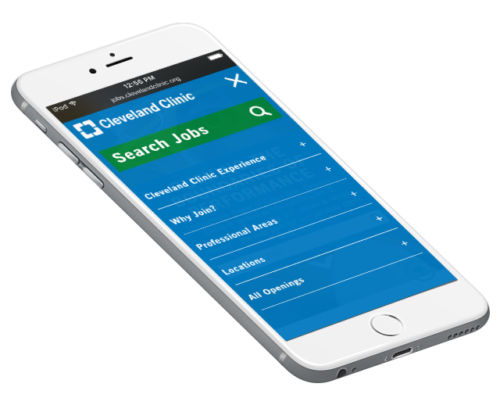 iPod 12:56 PM
jobs.clevelandclinic.org
Cleveland Clinic
Search Jobs
Cleveland Clinic Experience +
Why Join? +
Professional Areas +
Locations +
All Openings